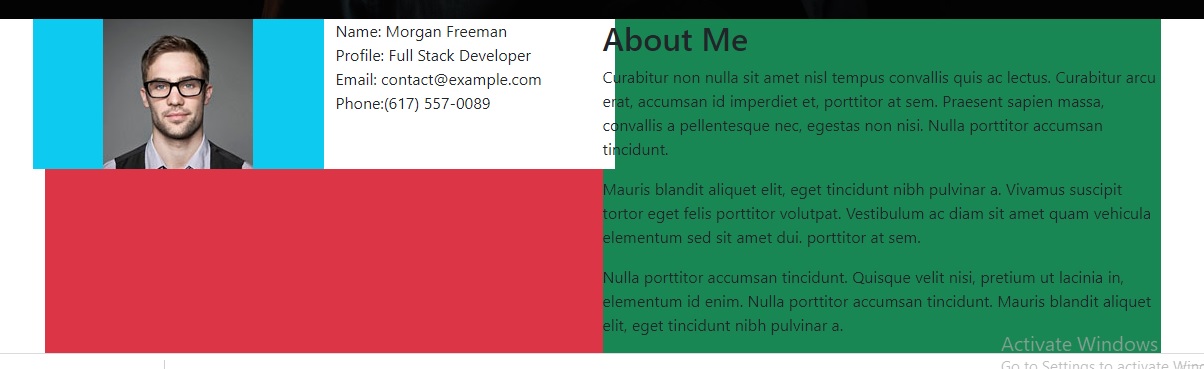 Name: Morgan Freeman
Profile: Full Stack Developer
Email: contact@example.com
Phone:(617) 557-0089
About Me
Curabitur non nulla sit amet nisl tempus convallis quis ac lectus. Curabitur arcu
erat, accumsan id imperdiet et, porttitor at sem. Praesent sapien massa,
convallis a pellentesque nec, egestas non nisi. Nulla porttitor accumsan
tincidunt.
Mauris blandit aliquet elit, eget tincidunt nibh pulvinar a. Vivamus suscipit
tortor eget felis porttitor volutpat. Vestibulum ac diam sit amet quam vehicula
elementum sed sit amet dui. porttitor at sem.
Nulla porttitor accumsan tincidunt. Quisque velit nisi, pretium ut lacinia in,
elementum id enim. Nulla porttitor accumsan tincidunt. Mauris blandit aliquet
elit, eget tincidunt nibh pulvinar a.
Activate Windows
Go to Settings to activate